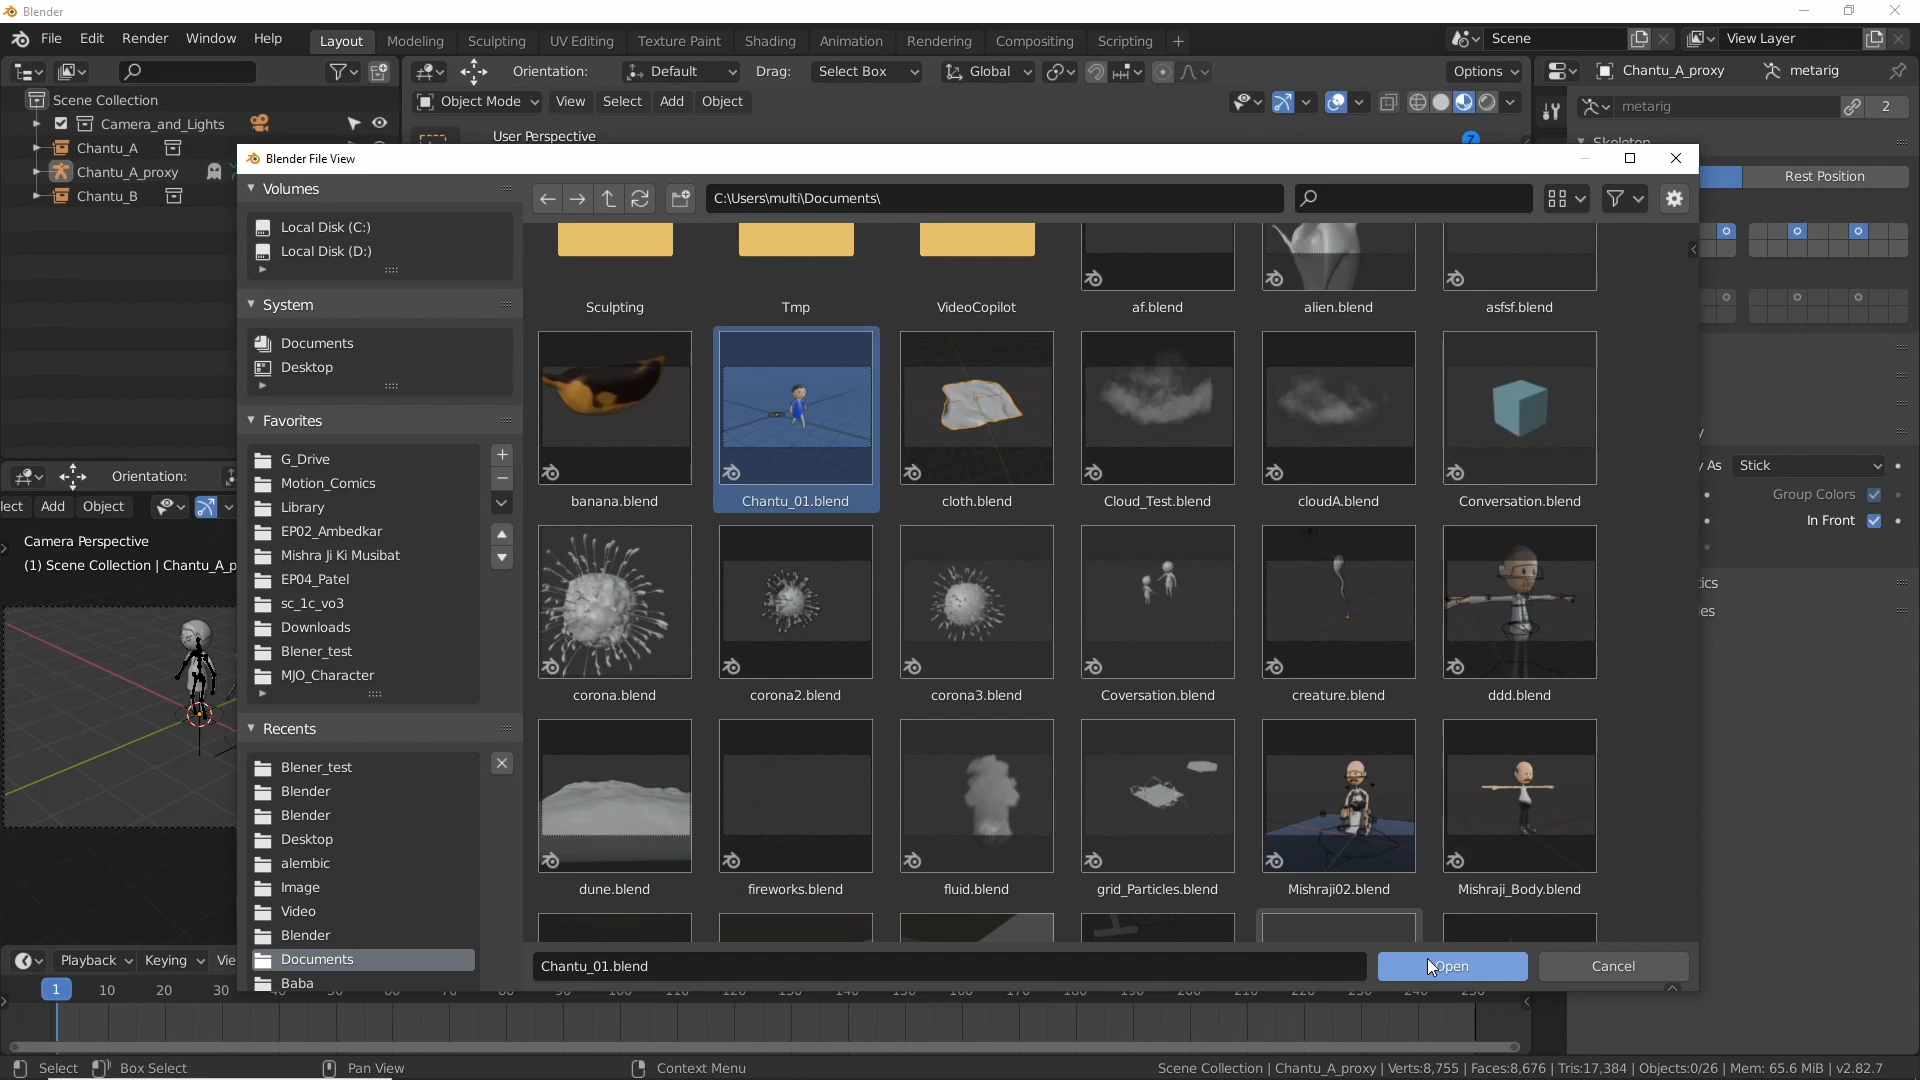 Blender
File Edit Render Window Help Layout Modeling Sculpting UV Editing Texture Paint Shading Animation Rendering Compositing Scripting + Scene View Layer
Orientation: Default Drag: Select Box Global Options Chantu_A_proxy metarig
Scene Collection Object Mode View Select Add Object metarig 2
Camera_and_Lights User Perspective Z
Chantu_A
Chantu_A_proxy
Chantu_B
Blender File View
Rest Position
Volumes
Local Disk (C:)
Local Disk (D:)
System
Documents
Desktop
Favorites
G_Drive
Motion_Comics
Library
EP02_Ambedkar
Mishra Ji Ki Musibat
EP04_Patel
sc_1c_vo3
Downloads
Blener_test
MJO_Character
Recents
Blener_test
Blender
Blender
Desktop
alembic
Image
Video
Blender
Documents
Baba
C:\Users\multi\Documents\
Sculpting Tmp VideoCopilot af.blend alien.blend asfsf.blend
banana.blend Chantu_01.blend cloth.blend Cloud_Test.blend cloudA.blend Conversation.blend
corona.blend corona2.blend corona3.blend Coversation.blend creature.blend ddd.blend
dune.blend fireworks.blend fluid.blend grid_Particles.blend Mishraji02.blend Mishraji_Body.blend
Chantu_01.blend Open Cancel
y As Stick
Group Colors
In Front
tics
es
Orientation:
lect Add Object
Camera Perspective
(1) Scene Collection | Chantu_A_p
Playback Keying Vie
1 10 20 30
Select Box Select Pan View Context Menu Scene Collection | Chantu_A_proxy | Verts:8,755 | Faces:8,676 | Tris:17,384 | Objects:0/26 | Mem: 65.6 MiB | v2.82.7